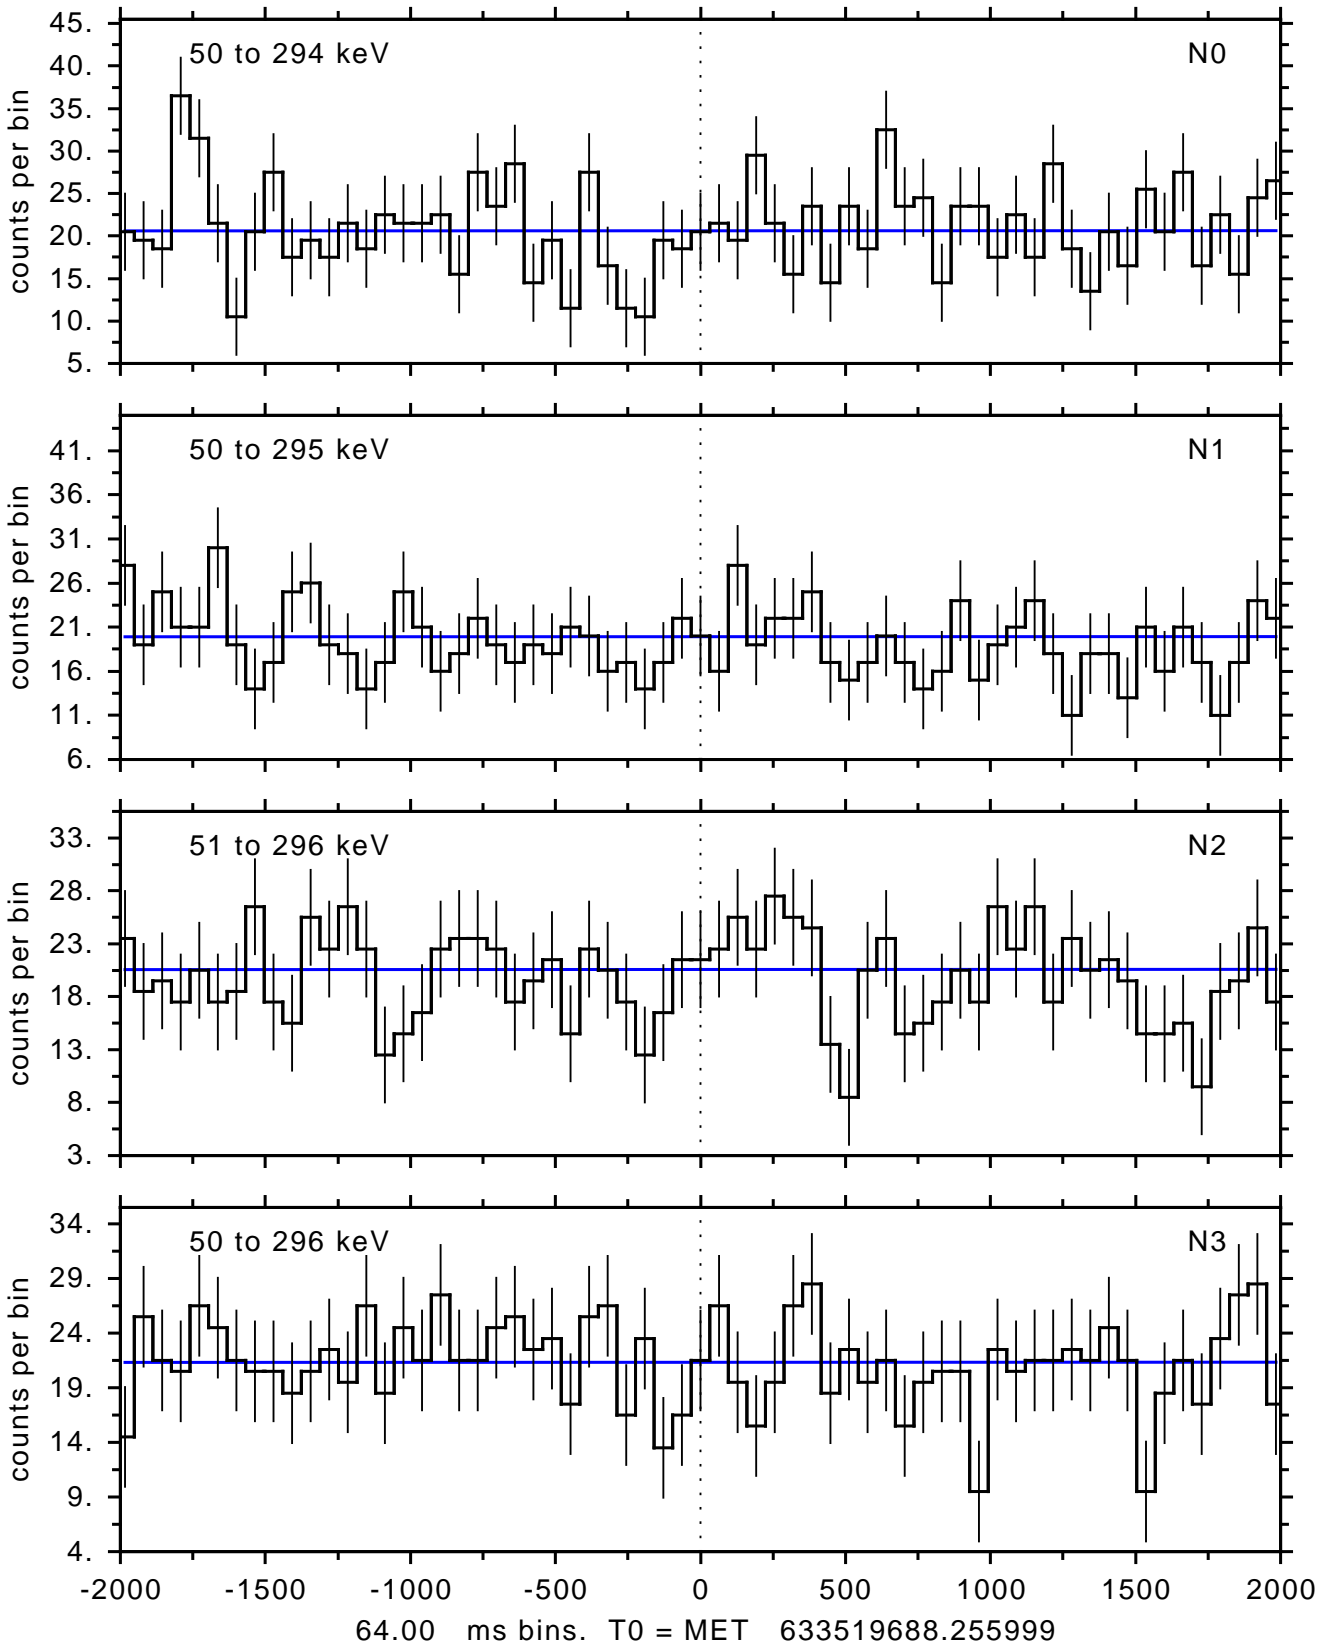 45.
50 to 294 keV
N0
40.
35.
30.
25.
20.
15.
10.
5.
counts per bin
50 to 295 keV
N1
41.
36.
31.
26.
21.
16.
11.
6.
counts per bin
51 to 296 keV
N2
33.
28.
23.
18.
13.
8.
3.
counts per bin
50 to 296 keV
N3
34.
29.
24.
19.
14.
9.
4.
counts per bin
-2000 -1500 -1000 -500 0 500 1000 1500 2000
64.00 ms bins. T0 = MET 633519688.255999